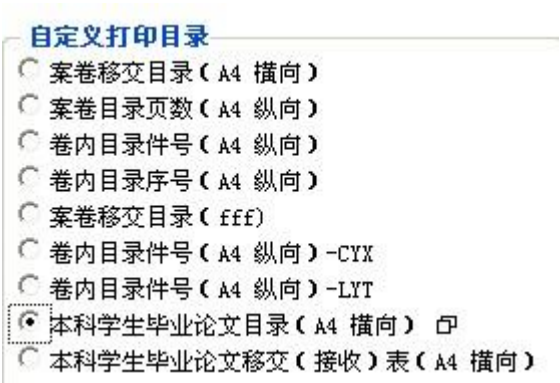 自定义打印目录
案卷移交目录(A4 横向)
案卷目录页数(A4 纵向)
卷内目录件号(A4 纵向)
卷内目录序号(A4 纵向)
案卷移交目录(fff)
卷内目录件号(A4 纵向)-CYX
卷内目录件号(A4 纵向)-LYT
本科学生毕业论文目录(A4 横向)
本科学生毕业论文移交(接收)表(A4 横向)